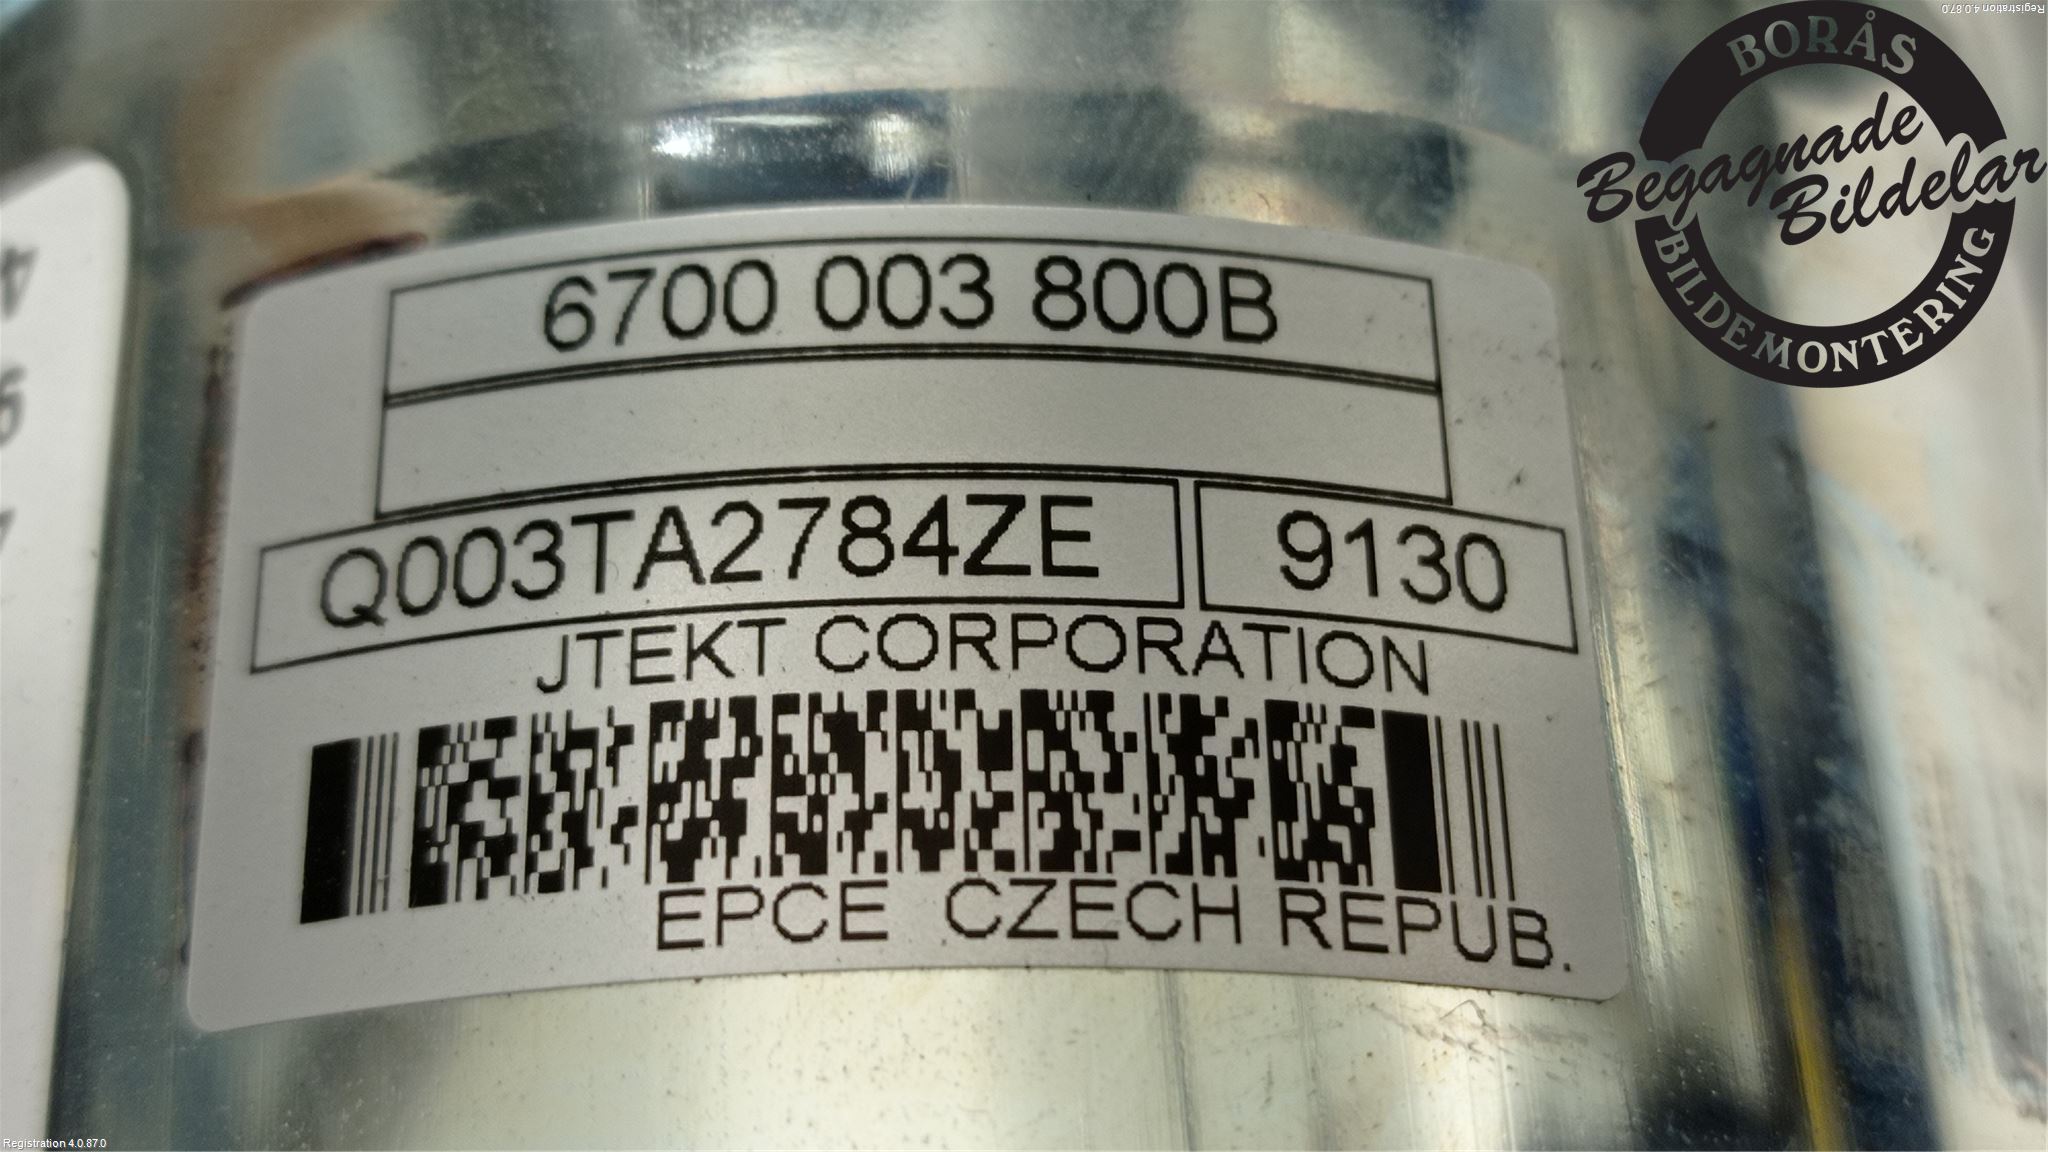 6700 003 800B
Q003TA2784ZE 9130
JTEKT CORPORATION
EPCE CZECH REPUB.
BORÅS
Begagnade
Bildelar
BILDEMONTERING
Registration 4.0.87.0
Registration 4.0.87.0